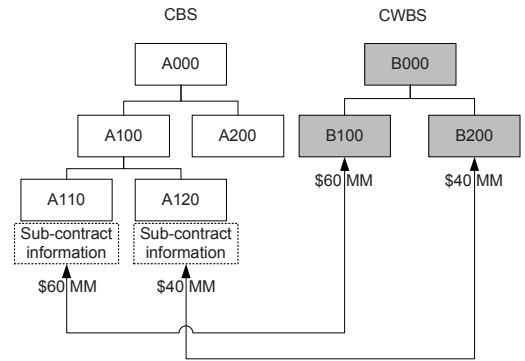 CBS
CWBS
A000
B000
A100
A200
B100
B200
$60 MM
$40 MM
A110
A120
Sub-contract
information
Sub-contract
information
$60 MM
$40 MM